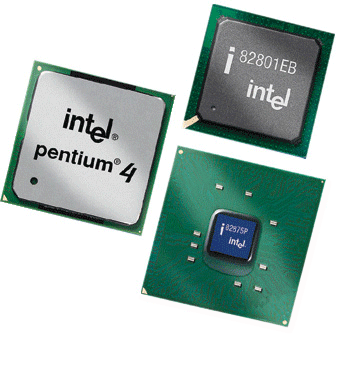 intel®
pentium® 4
i 82801EB
intel
i 82875P
intel